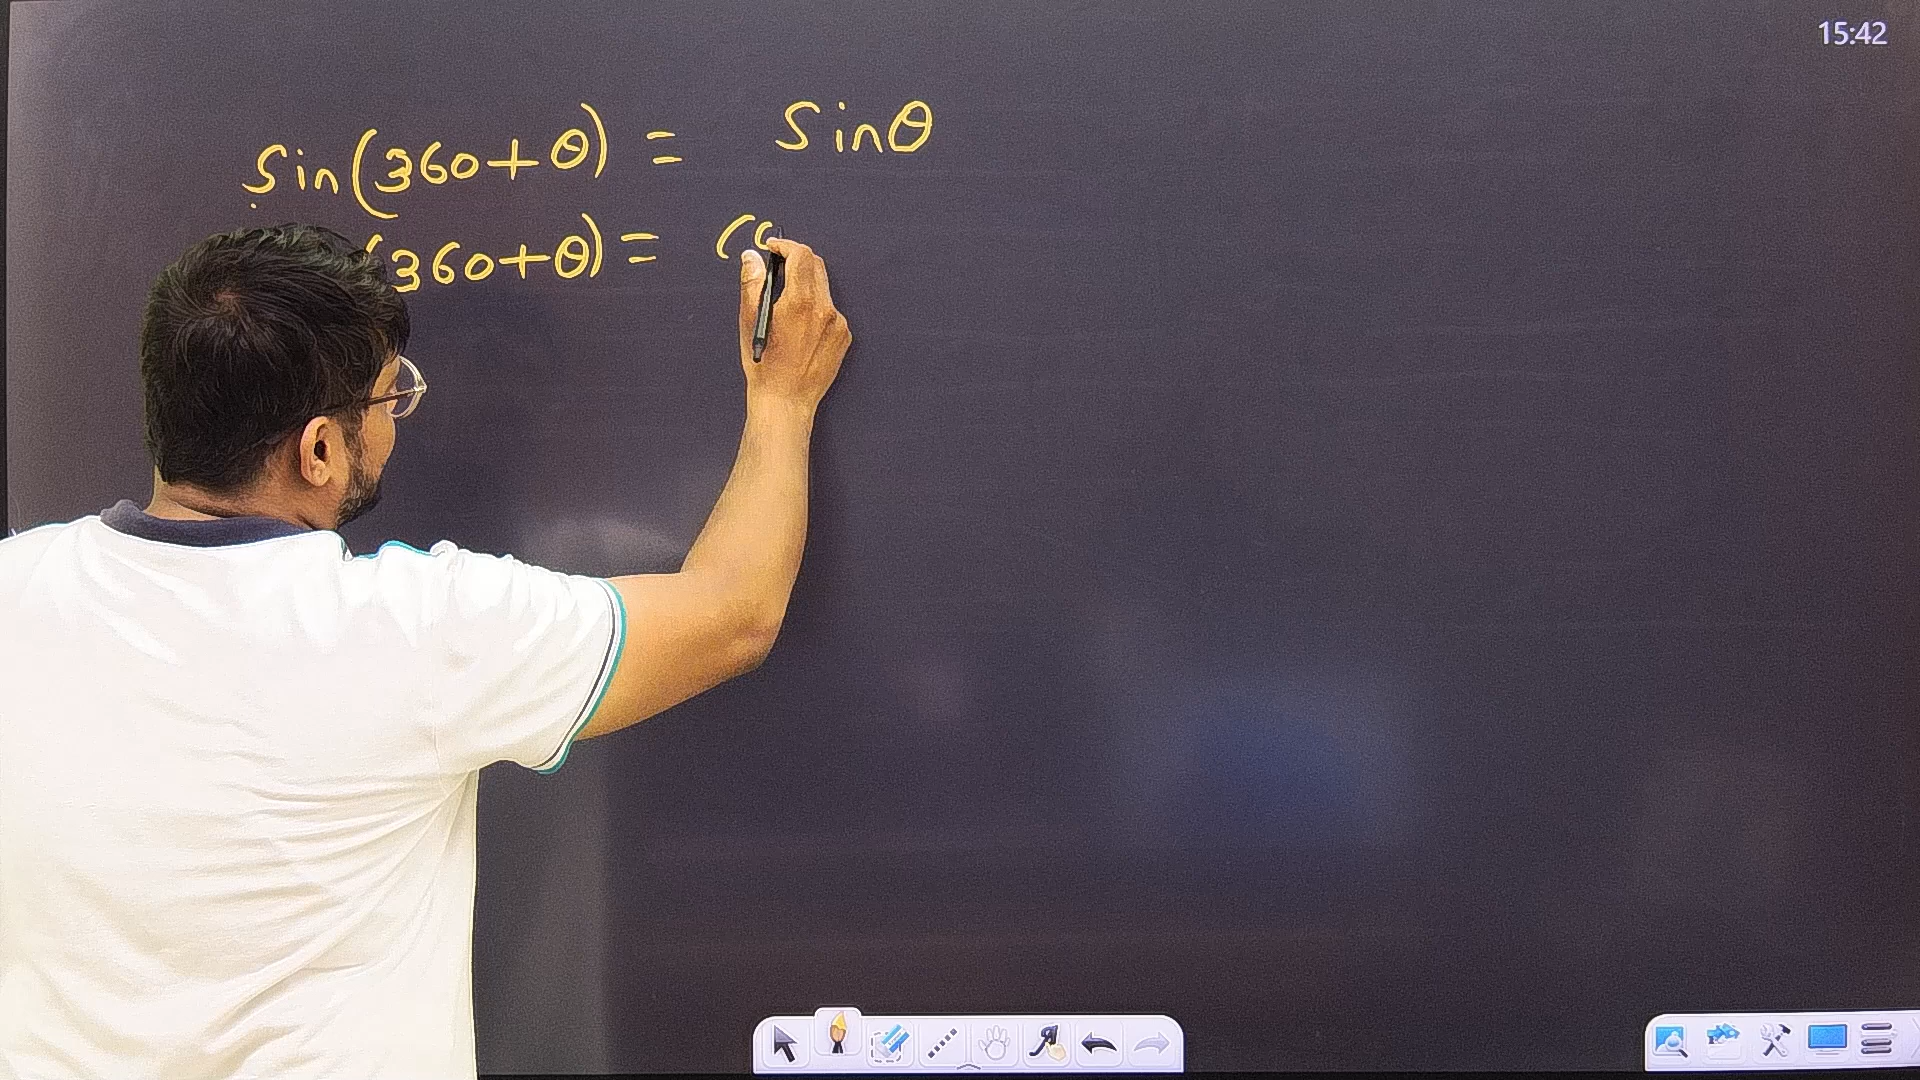 15:42
Sin(360+θ) = Sinθ
(360+θ) =